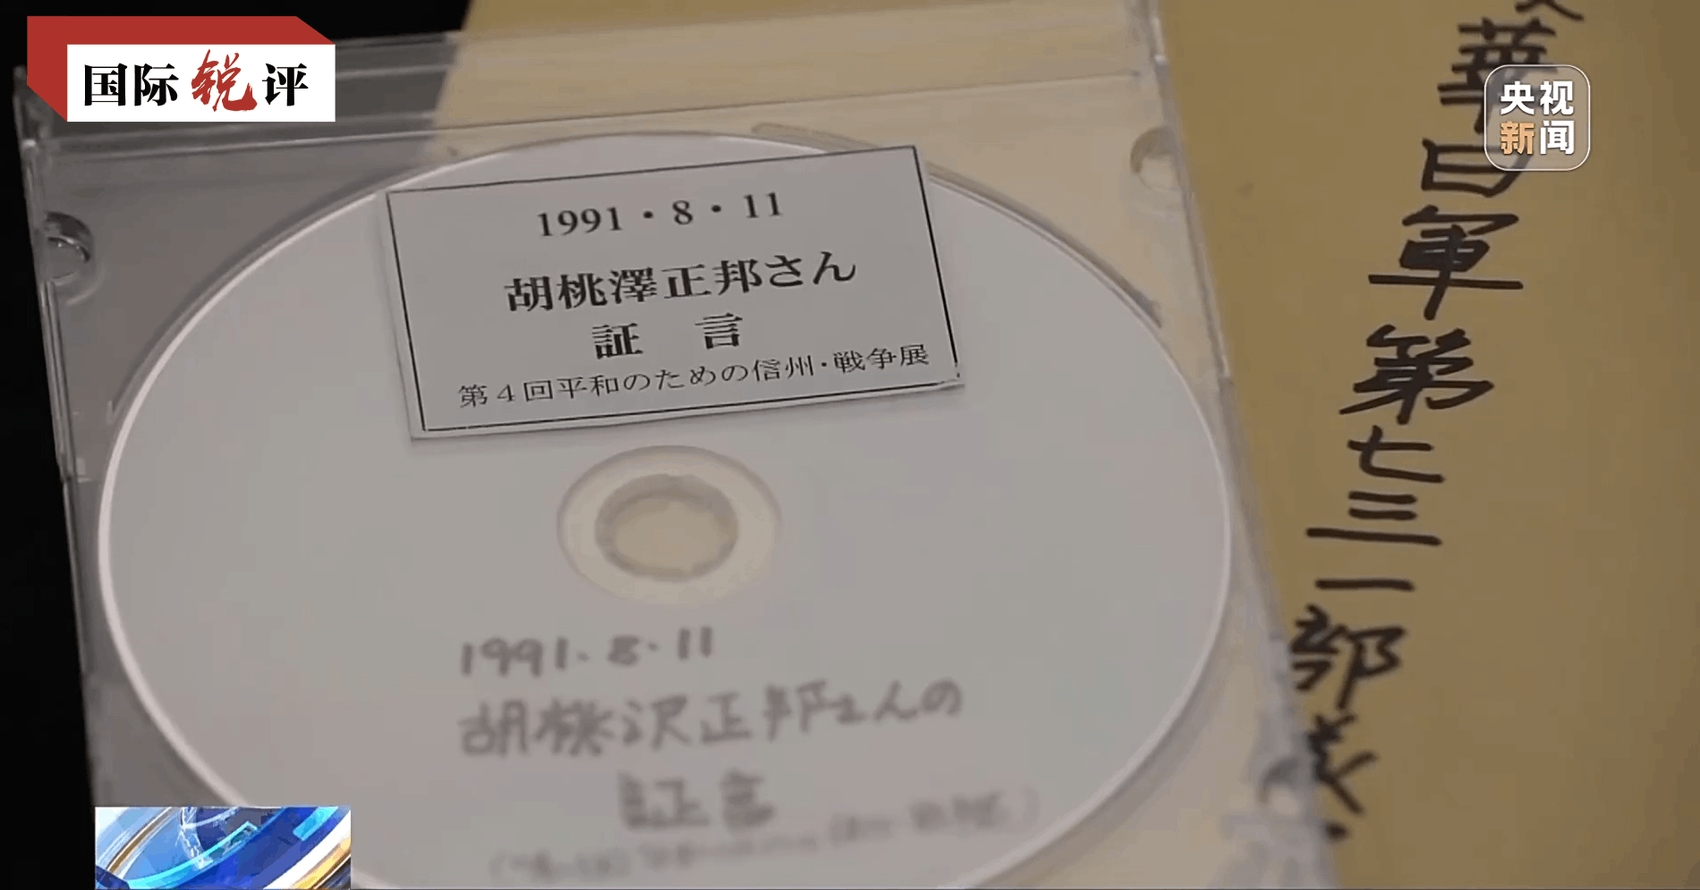 国际锐评
央视
新闻
1991・8・11
胡桃澤正邦さん
証 言
第4回平和のための信州・戦争展
1991.8.11
胡桃沢正邦さんの
証言
華日軍第七三一部